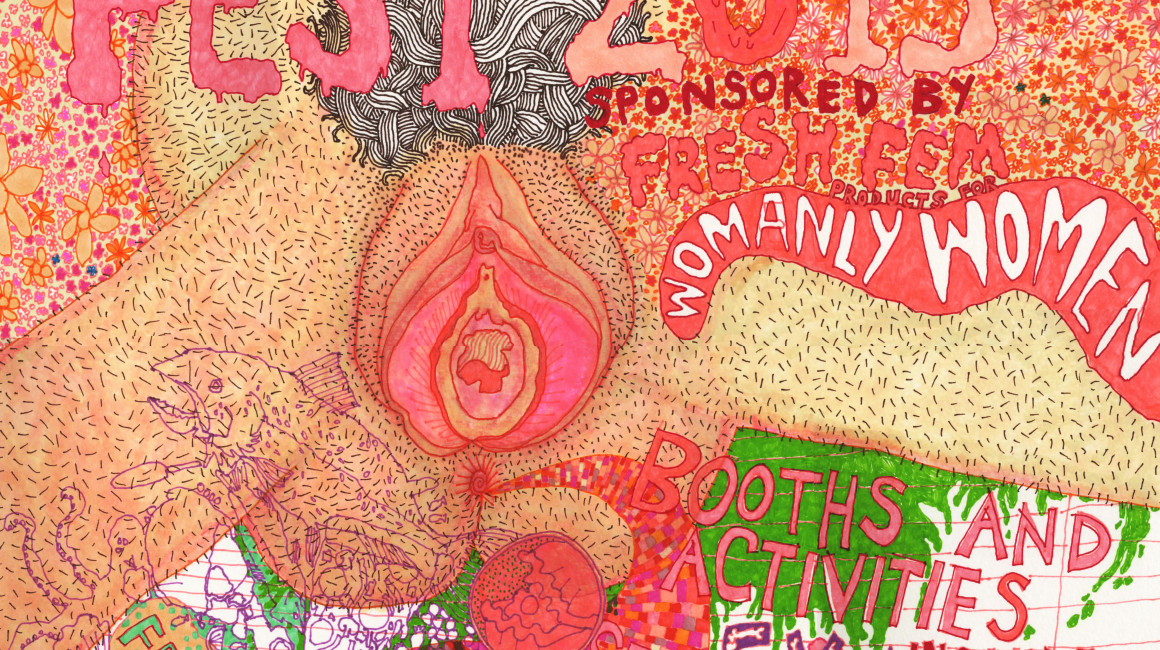 FEST 2015
SPONSORED BY
FRESH FEM
PRODUCTS FOR
WOMANLY WOMEN
BOOTHS AND
ACTIVITIES